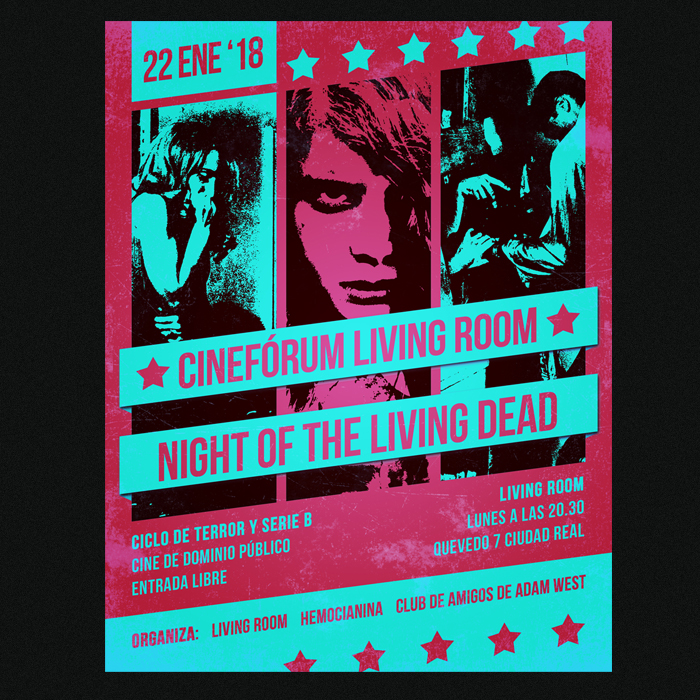 22 ENE ‘18
CINEFÓRUM LIVING ROOM
NIGHT OF THE LIVING DEAD
CICLO DE TERROR Y SERIE B
CINE DE DOMINIO PÚBLICO
ENTRADA LIBRE
LIVING ROOM
LUNES A LAS 20.30
QUEVEDO 7 CIUDAD REAL
ORGANIZA: LIVING ROOM HEMOCIANINA CLUB DE AMIGOS DE ADAM WEST